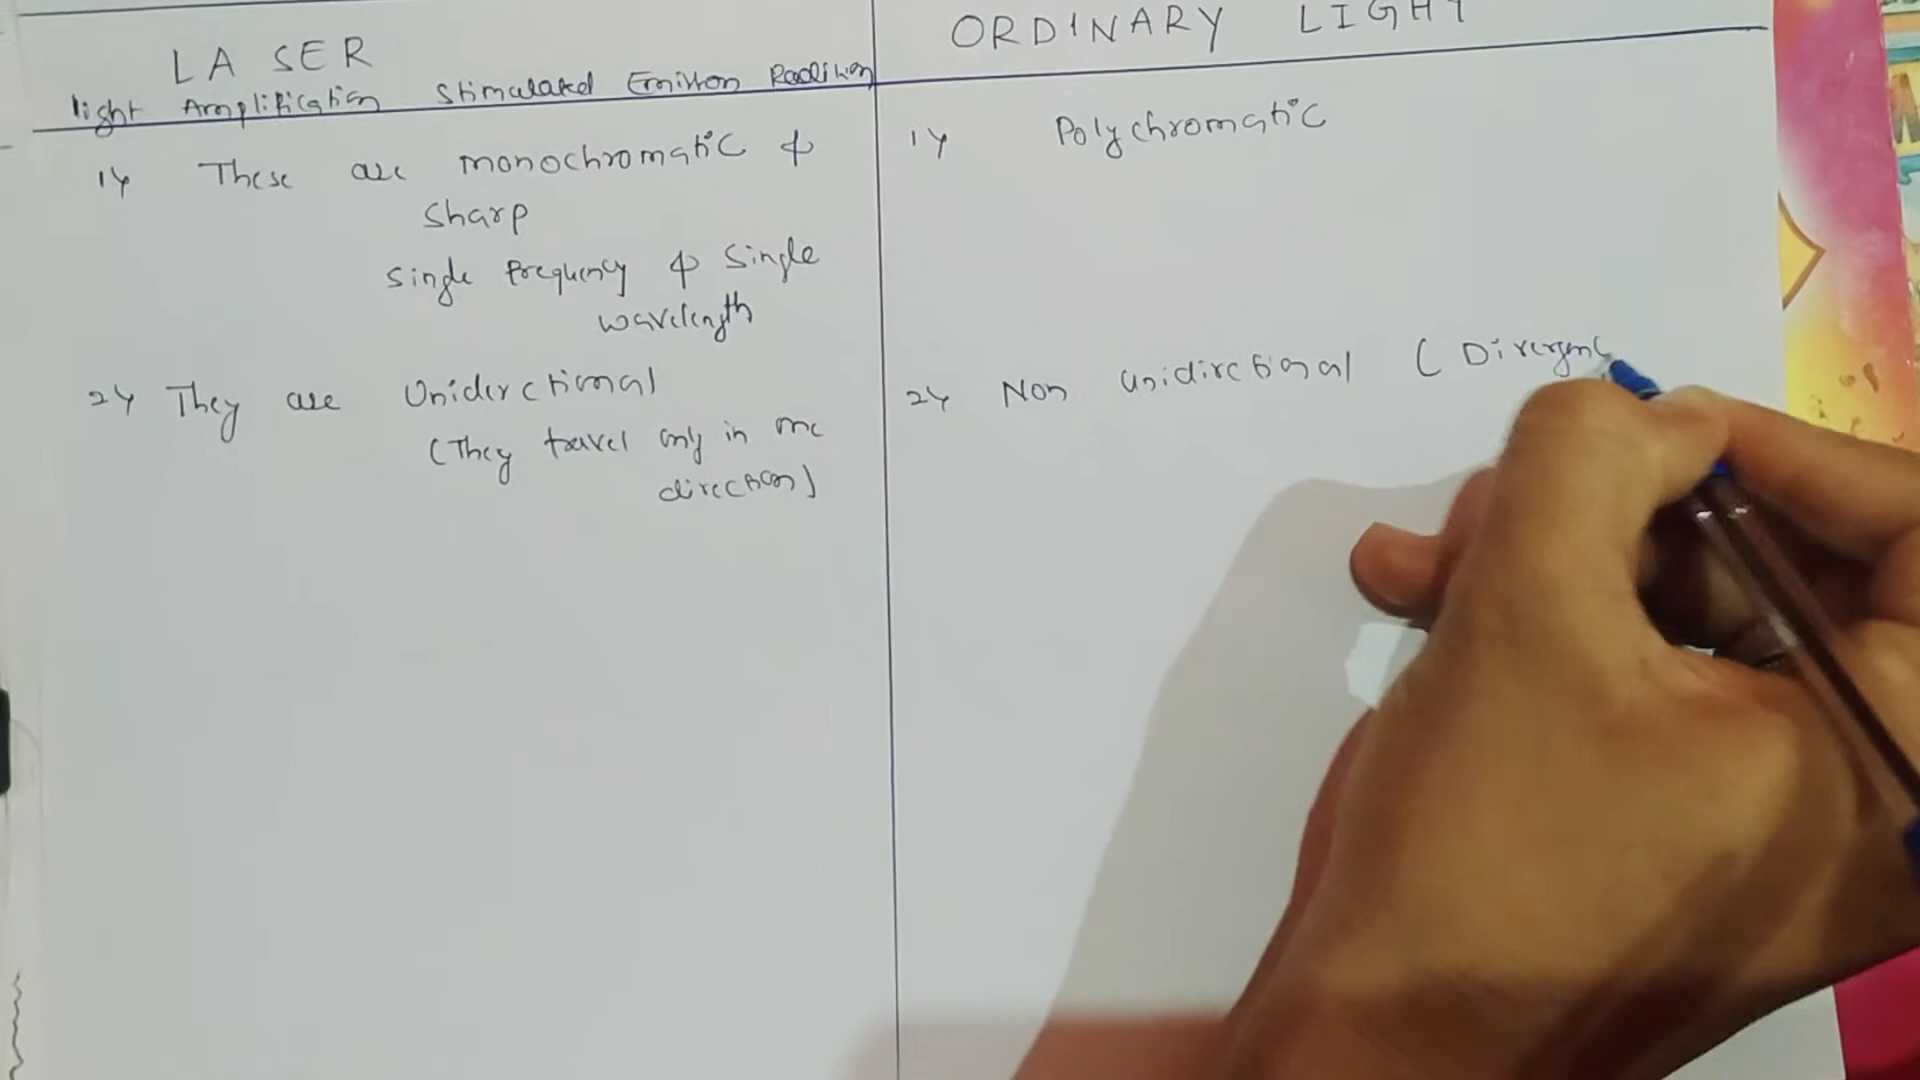 LASER
light Amplification Stimulated Emission Radiation
1) These are monochromatic &
Sharp
Single frequency & Single
wavelength
2) They are Unidirectional
(They travel only in one
direction)
ORDINARY LIGHT
1) Polychromatic
2) Non unidirectional (Divergenc